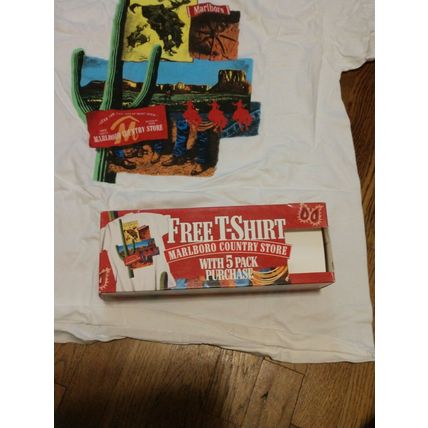 Marlboro
MARLBORO COUNTRY STORE
FREE T-SHIRT
MARLBORO COUNTRY STORE
WITH 5 PACK
PURCHASE